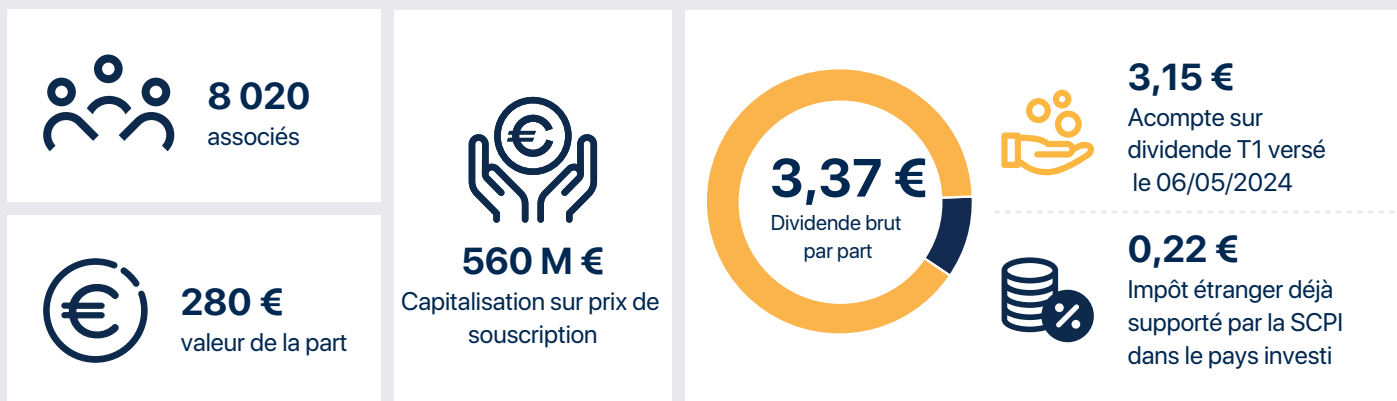 8 020
associés
280 €
valeur de la part
560 M €
Capitalisation sur prix de
souscription
3,37 €
Dividende brut
par part
3,15 €
Acompte sur
dividende T1 versé
le 06/05/2024
0,22 €
Impôt étranger déjà
supporté par la SCPI
dans le pays investi